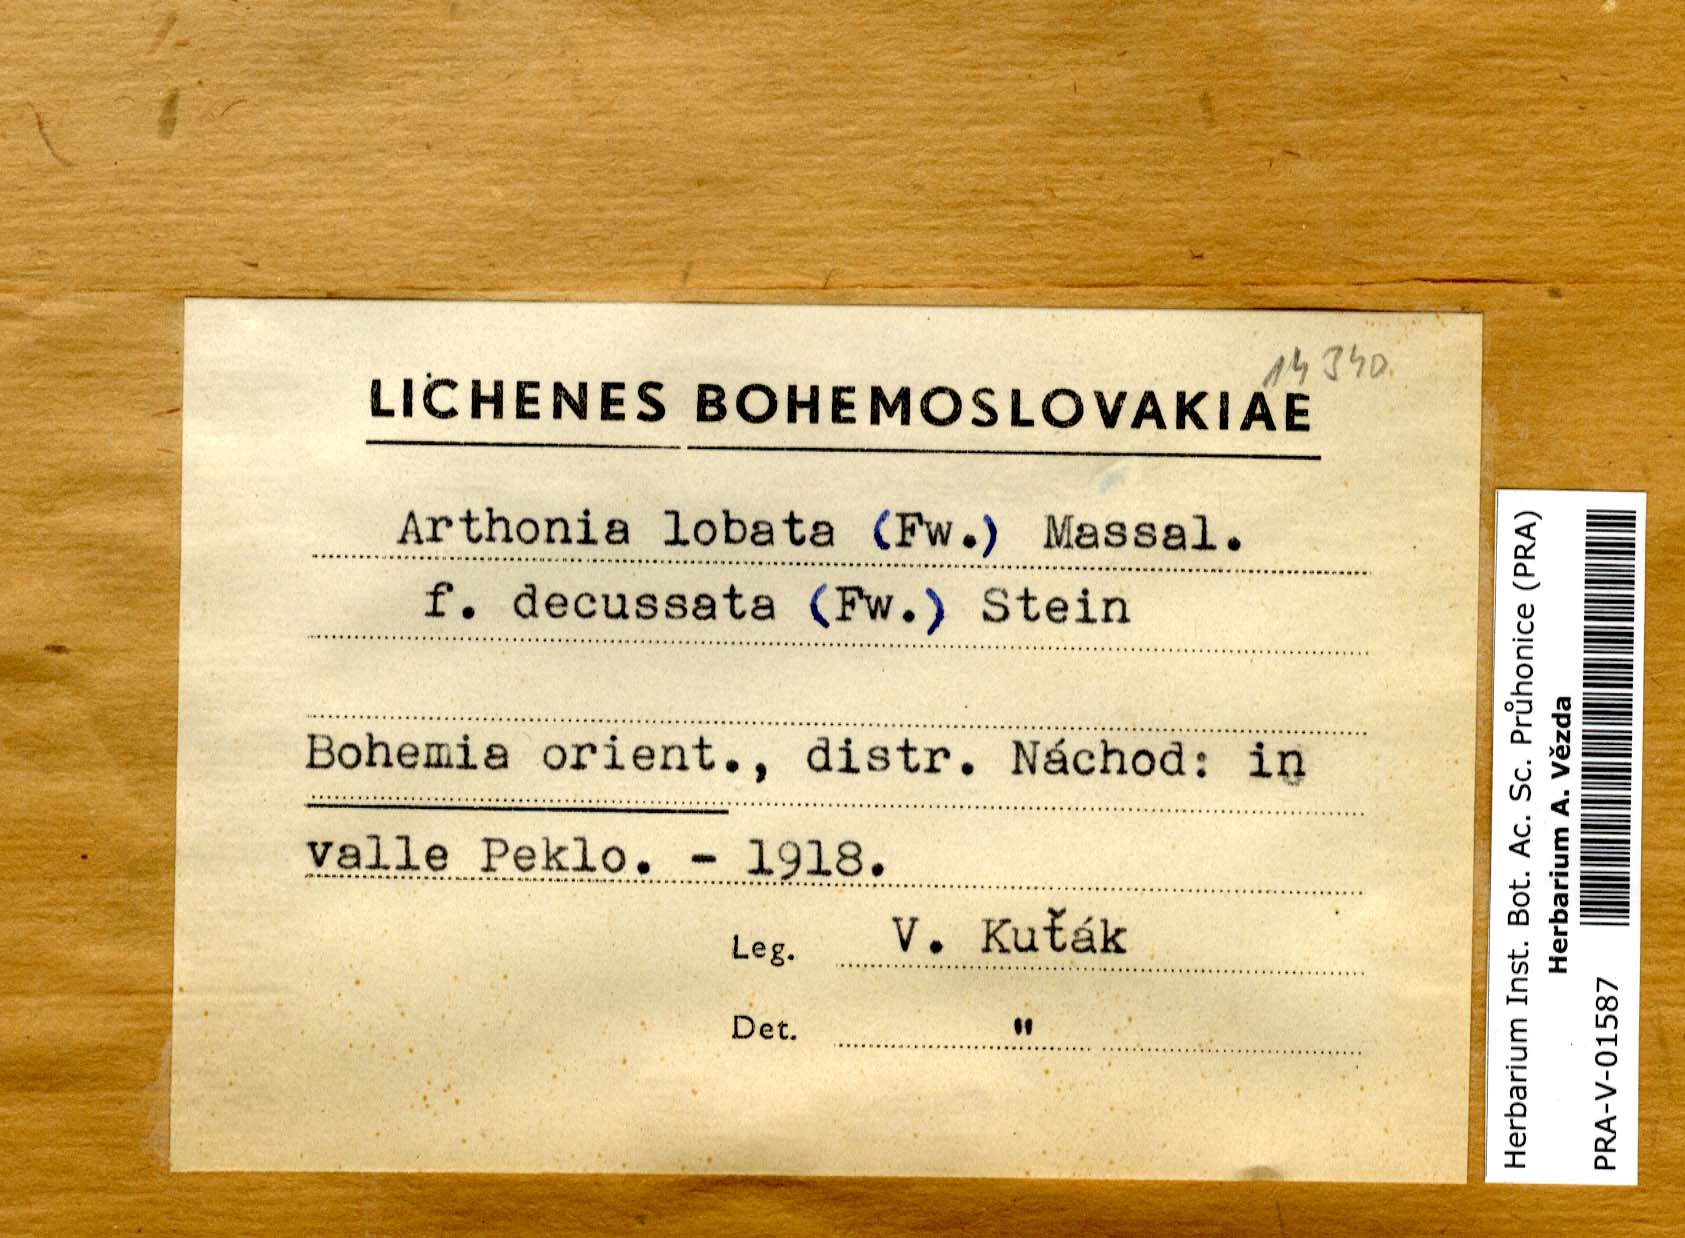 14340.
LICHENES BOHEMOSLOVAKIAE
Arthonia lobata (Fw.) Massal.
f. decussata (Fw.) Stein
Bohemia orient., distr. Náchod: in
valle Peklo. - 1918.
Leg. V. Kuťák
Det. "
Herbarium Inst. Bot. Ac. Sc. Průhonice (PRA)
Herbarium A. Vězda
PRA-V-01587